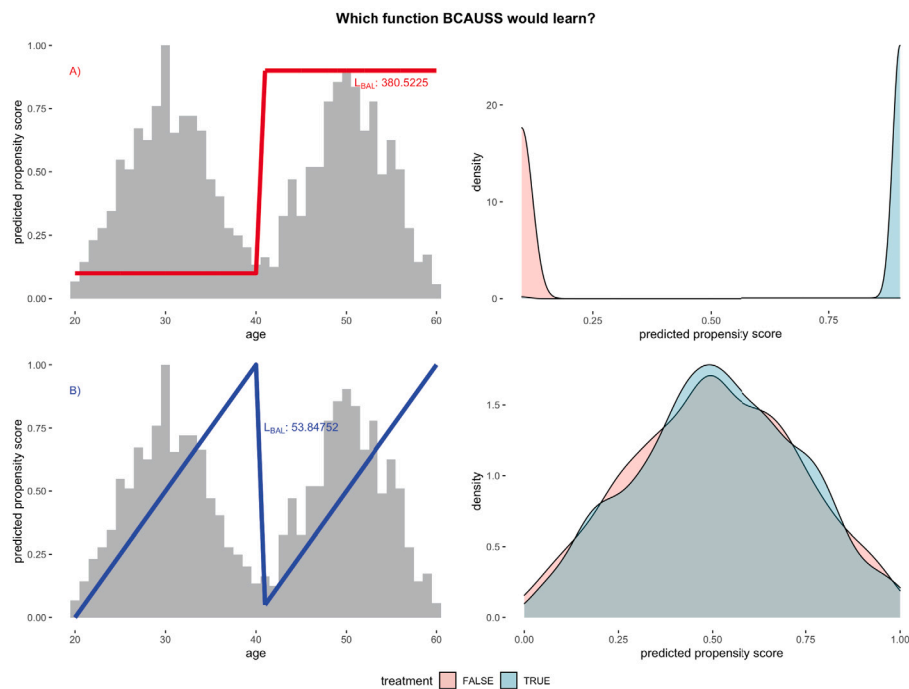 Which function BCAUSS would learn?
A)
L_BAL: 380.5225
predicted propensity score
1.00
0.75
0.50
0.25
0.00
20 30 40 50 60
age
density
20
10
0
0.25 0.50 0.75
predicted propensity score
B)
L_BAL: 53.84752
predicted propensity score
1.00
0.75
0.50
0.25
0.00
20 30 40 50 60
age
density
1.5
1.0
0.5
0.0
0.00 0.25 0.50 0.75 1.00
predicted propensity score
treatment FALSE TRUE